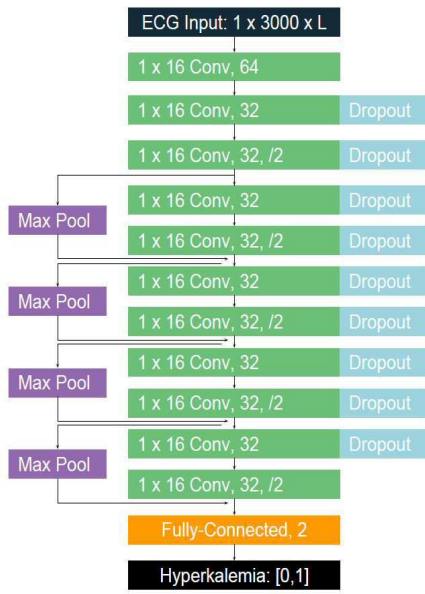 ECG Input: 1 x 3000 x L
1 x 16 Conv, 64
1 x 16 Conv, 32 Dropout
1 x 16 Conv, 32, /2 Dropout
1 x 16 Conv, 32 Dropout
Max Pool
1 x 16 Conv, 32, /2 Dropout
1 x 16 Conv, 32 Dropout
Max Pool
1 x 16 Conv, 32, /2 Dropout
1 x 16 Conv, 32 Dropout
Max Pool
1 x 16 Conv, 32, /2 Dropout
1 x 16 Conv, 32 Dropout
Max Pool
1 x 16 Conv, 32, /2
Fully-Connected, 2
Hyperkalemia: [0,1]